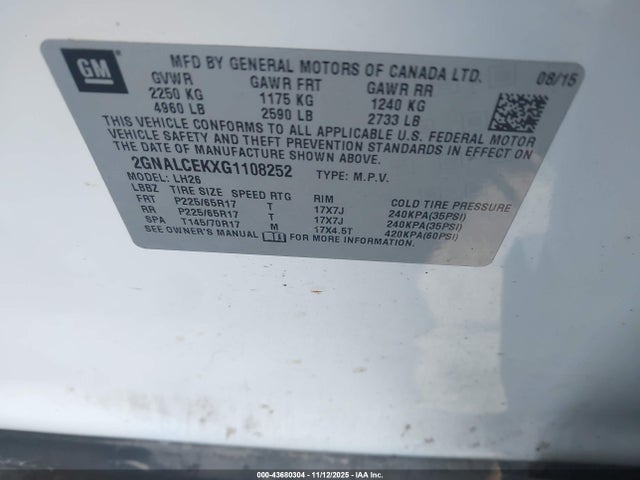 GM
MFD BY GENERAL MOTORS OF CANADA LTD. 08/15
GVWR GAWR FRT GAWR RR
2250 KG 1175 KG 1240 KG
4960 LB 2590 LB 2733 LB
THIS VEHICLE CONFORMS TO ALL APPLICABLE U.S. FEDERAL MOTOR
VEHICLE SAFETY AND THEFT PREVENTION STANDARDS IN EFFECT ON
THE DATE OF MANUFACTURE SHOWN ABOVE.
2GNALCEKXG1108252 TYPE: M.P.V.
MODEL: LH26
LBBZ TIRE SIZE SPEED RTG RIM COLD TIRE PRESSURE
FRT P225/65R17 T 17X7J 240KPA(35PSI)
RR P225/65R17 T 17X7J 240KPA(35PSI)
SPA T145/70R17 M 17X4.5T 420KPA(60PSI)
SEE OWNER'S MANUAL FOR MORE INFORMATION.
000-43680304 - 11/12/2025 - IAA Inc.